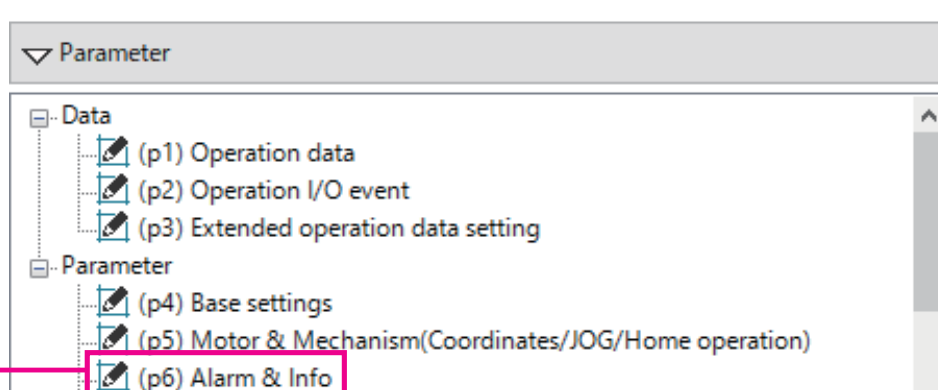 Parameter
Data
(p1) Operation data
(p2) Operation I/O event
(p3) Extended operation data setting
Parameter
(p4) Base settings
(p5) Motor & Mechanism(Coordinates/JOG/Home operation)
(p6) Alarm & Info